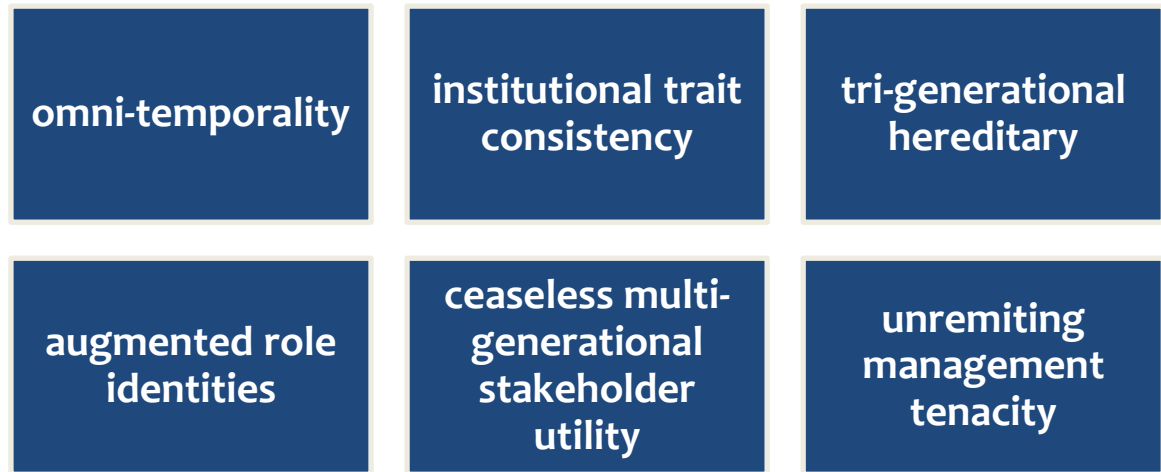 omni-temporality
institutional trait
consistency
tri-generational
hereditary
augmented role
identities
ceaseless multi-
generational
stakeholder
utility
unremiting
management
tenacity